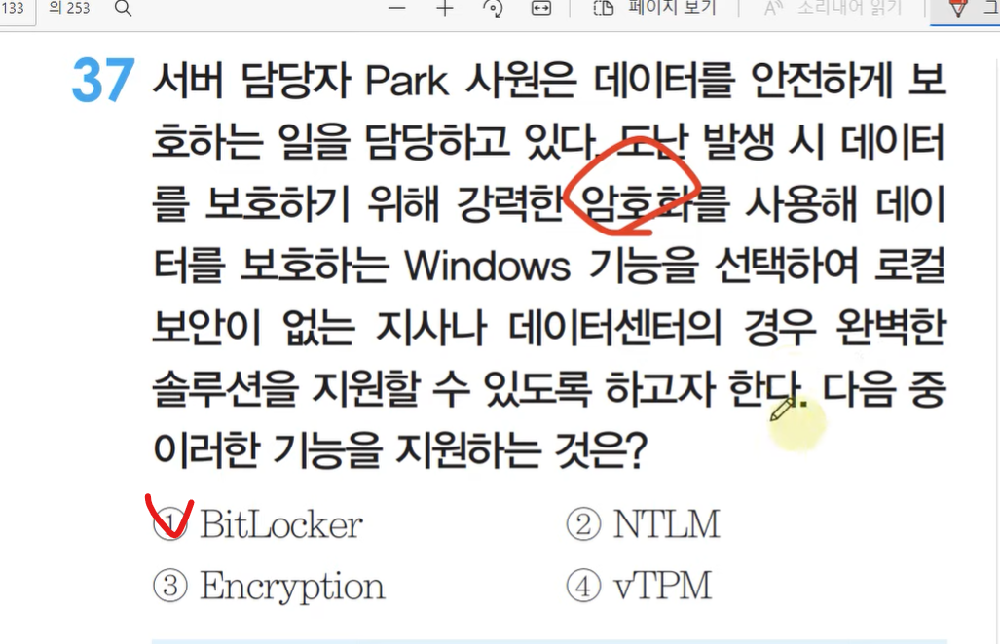 133 의 253 페이지 보기 소리내어 읽기 그
37 서버 담당자 Park 사원은 데이터를 안전하게 보
호하는 일을 담당하고 있다. 도난 발생 시 데이터
를 보호하기 위해 강력한 암호화를 사용해 데이
터를 보호하는 Windows 기능을 선택하여 로컬
보안이 없는 지사나 데이터센터의 경우 완벽한
솔루션을 지원할 수 있도록 하고자 한다. 다음 중
이러한 기능을 지원하는 것은?
① BitLocker ② NTLM
③ Encryption ④ vTPM